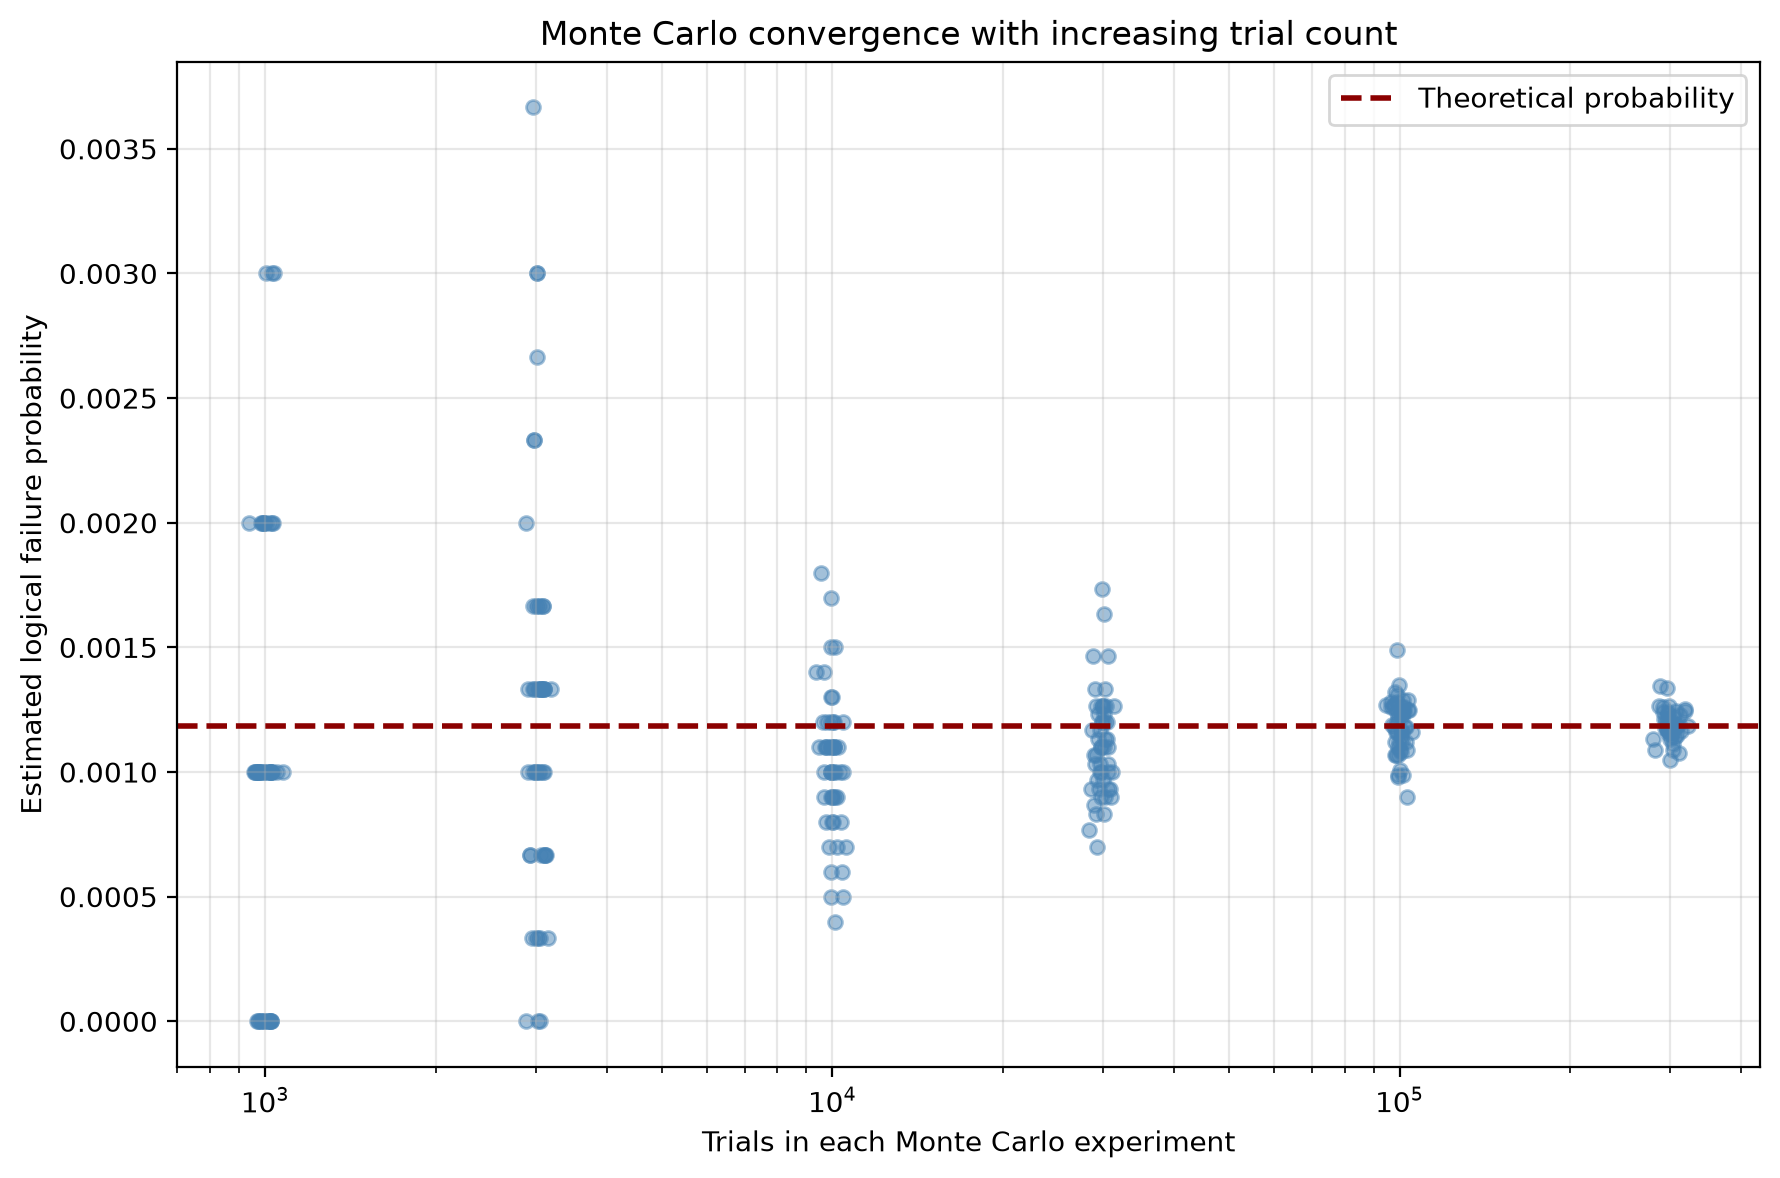 Monte Carlo convergence with increasing trial count
Theoretical probability
Estimated logical failure probability
0.0035
0.0030
0.0025
0.0020
0.0015
0.0010
0.0005
0.0000
10³
10⁴
10⁵
Trials in each Monte Carlo experiment